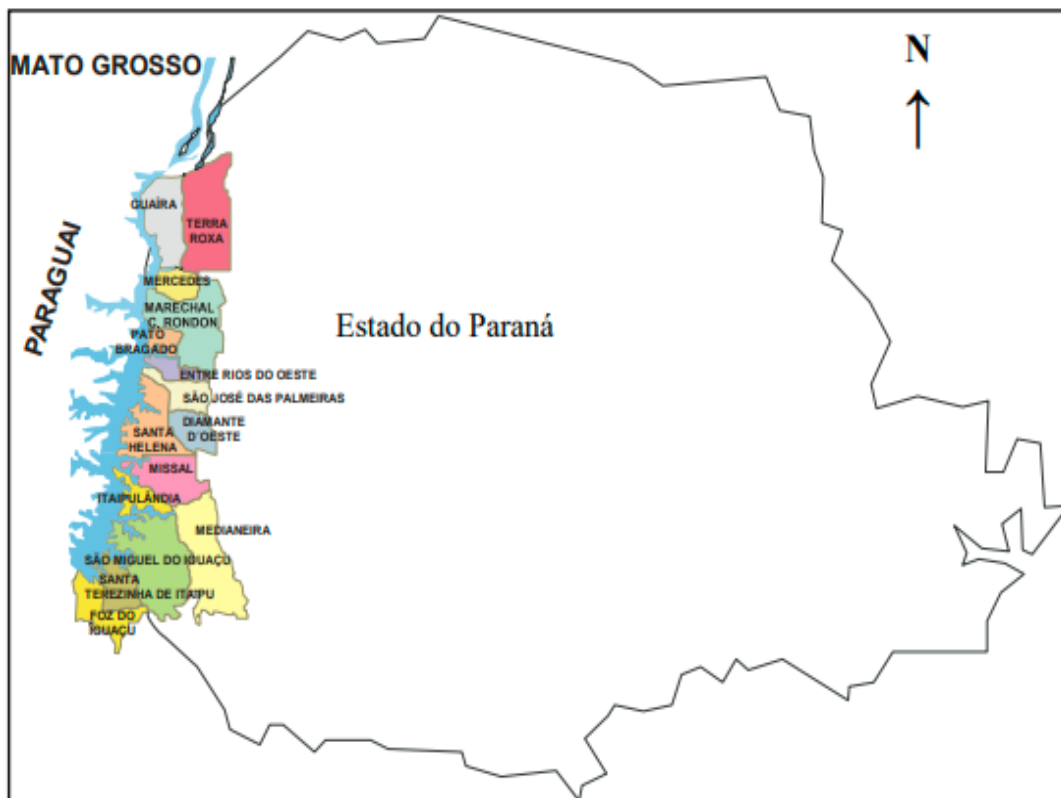 MATO GROSSO
N
PARAGUAI
GUAÍRA
TERRA
ROXA
MERCEDES
MARECHAL
C. RONDON
Estado do Paraná
PATO
BRAGADO
ENTRE RIOS DO OESTE
SÃO JOSÉ DAS PALMEIRAS
DIAMANTE
D´OESTE
SANTA
HELENA
MISSAL
ITAIPULÂNDIA
MEDIANEIRA
SÃO MIGUEL DO IGUAÇU
SANTA
TEREZINHA DE ITAIPU
FOZ DO
IGUAÇU